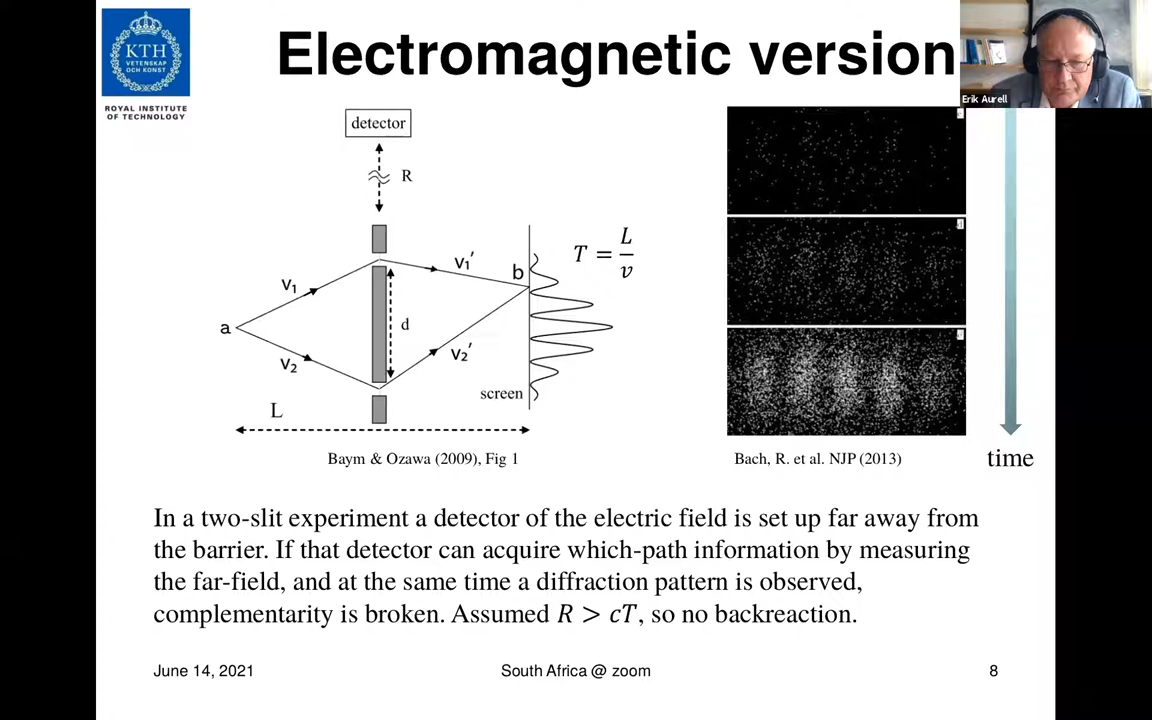 KTH
VETENSKAP
OCH KONST
ROYAL INSTITUTE
OF TECHNOLOGY
Electromagnetic version
Erik Aurell
detector
R
v₁
v₁'
a
b
d
v₂
v₂'
screen
L
T = L/v
Baym & Ozawa (2009), Fig 1
Bach, R. et al. NJP (2013)
time
In a two-slit experiment a detector of the electric field is set up far away from
the barrier. If that detector can acquire which-path information by measuring
the far-field, and at the same time a diffraction pattern is observed,
complementarity is broken. Assumed R > cT, so no backreaction.
June 14, 2021
South Africa @ zoom
8